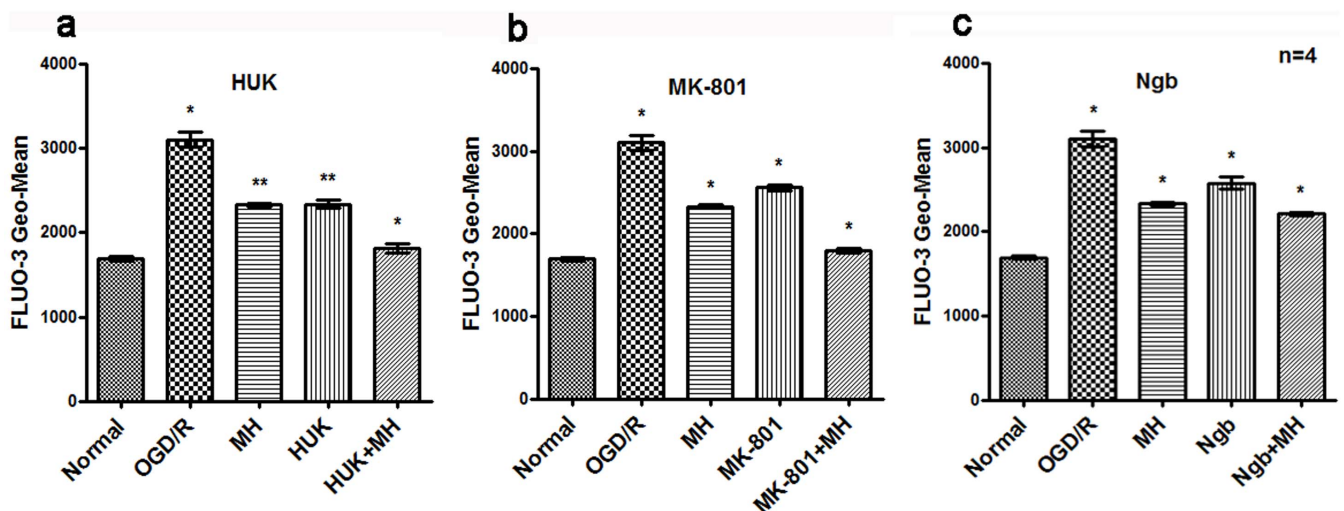 a
HUK
FLUO-3 Geo-Mean
4000
3000
2000
1000
0
*
**
**
*
Normal
OGD/R
MH
HUK
HUK+MH
b
MK-801
FLUO-3 Geo-Mean
4000
3000
2000
1000
0
*
*
*
*
Normal
OGD/R
MH
MK-801
MK-801+MH
c
Ngb
n=4
FLUO-3 Geo-Mean
4000
3000
2000
1000
0
*
*
*
*
Normal
OGD/R
MH
Ngb
Ngb+MH